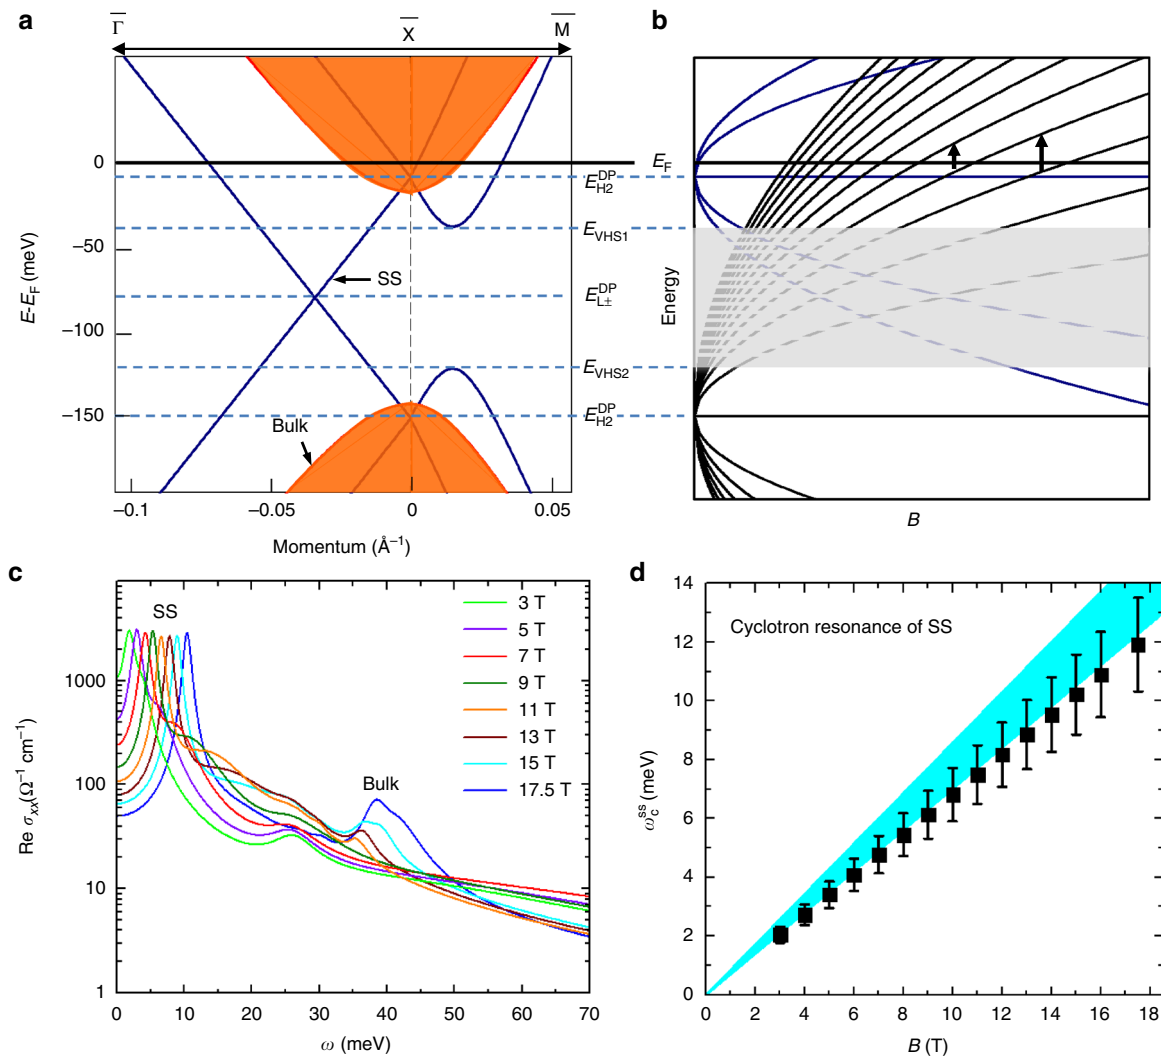 a
Γ̅
X̅
M̅
0
−50
−100
−150
E-E_F (meV)
SS
Bulk
−0.1
−0.05
0
0.05
Momentum (Å⁻¹)
E_F
E_H2^DP
E_VHS1
E_L±^DP
E_VHS2
E_H2^DP
b
Energy
B
c
SS
Bulk
3 T
5 T
7 T
9 T
11 T
13 T
15 T
17.5 T
1000
100
10
1
Re σ_xx(Ω⁻¹ cm⁻¹)
0 10 20 30 40 50 60 70
ω (meV)
d
Cyclotron resonance of SS
14
12
10
8
6
4
2
0
ω_c^ss (meV)
0 2 4 6 8 10 12 14 16 18
B (T)